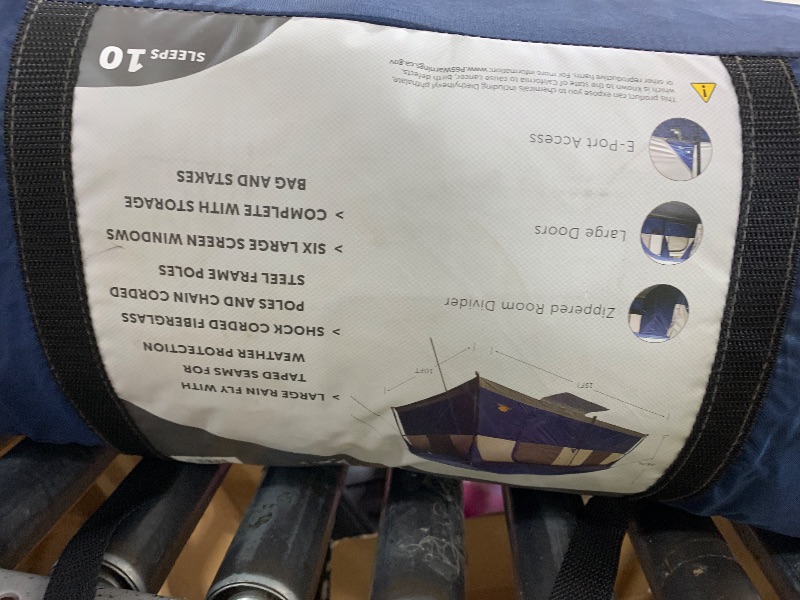 15FT
10FT
> LARGE RAIN FLY WITH
TAPED SEAMS FOR
WEATHER PROTECTION
> SHOCK CORDED FIBERGLASS
POLES AND CHAIN CORDED
STEEL FRAME POLES
> SIX LARGE SCREEN WINDOWS
> COMPLETE WITH STORAGE
BAG AND STAKES
Zippered Room Divider
Large Doors
E-Port Access
This product can expose you to chemicals including Diethylhexyl phthalate,
which is known to the state of California to cause cancer, birth defects,
or other reproductive harm. For more information: www.P65Warnings.ca.gov
SLEEPS 10